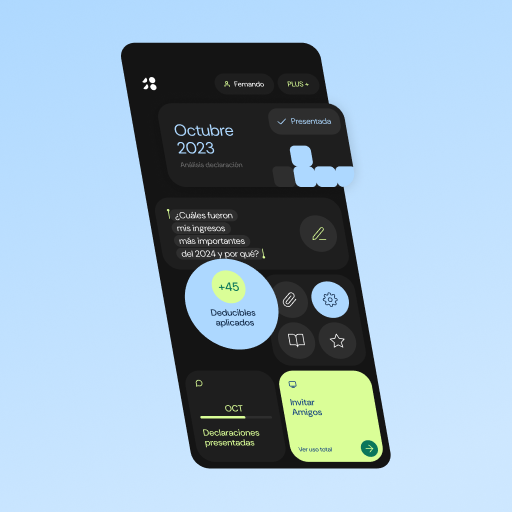 Fernando
PLUS +
Presentada
Octubre
2023
Análisis declaración
¿Cuáles fueron
mis ingresos
más importantes
del 2024 y por qué?
+45
Deducibles
aplicados
OCT
Declaraciones
presentadas
Invitar
Amigos
Ver uso total